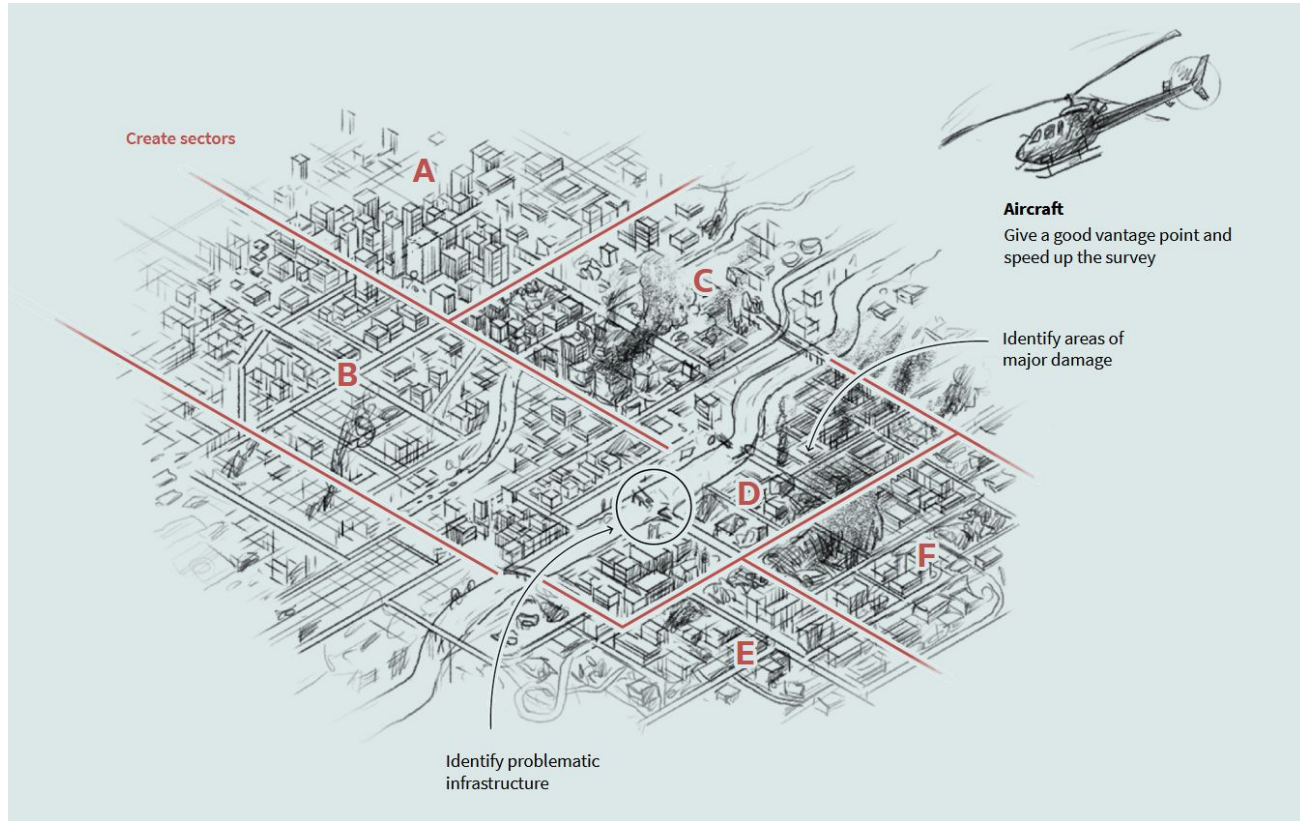 Create sectors
A
Aircraft
Give a good vantage point and
speed up the survey
C
Identify areas of
major damage
B
D
F
E
Identify problematic
infrastructure